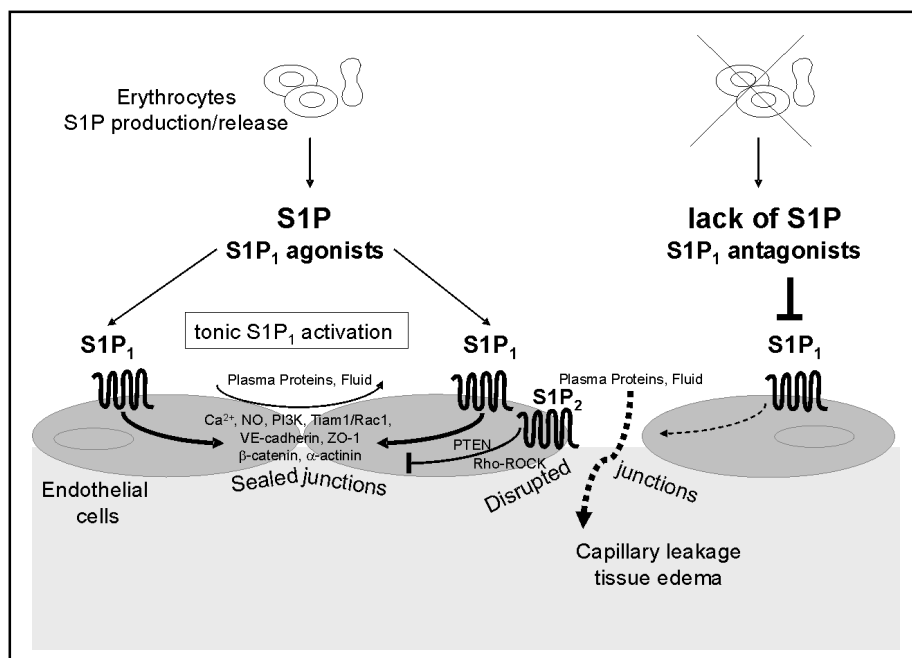 Erythrocytes
S1P production/release
S1P
S1P₁ agonists
lack of S1P
S1P₁ antagonists
tonic S1P₁ activation
S1P₁
S1P₁
S1P₁
Plasma Proteins, Fluid
S1P₂
Plasma Proteins, Fluid
Ca²⁺, NO, PI3K, Tiam1/Rac1,
VE-cadherin, ZO-1
β-catenin, α-actinin
Sealed junctions
PTEN
Rho-ROCK
Disrupted
junctions
Endothelial
cells
Capillary leakage
tissue edema